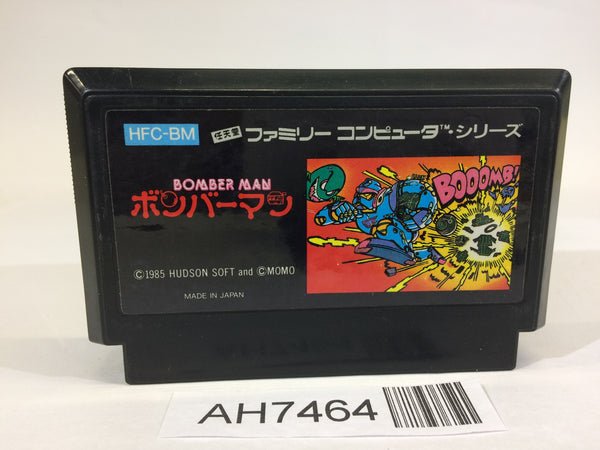 HFC-BM 任天堂 ファミリー コンピュータ™・シリーズ
BOMBER MAN
ボンバーマン
BOOOMB!
©1985 HUDSON SOFT and ©MOMO
MADE IN JAPAN
AH7464